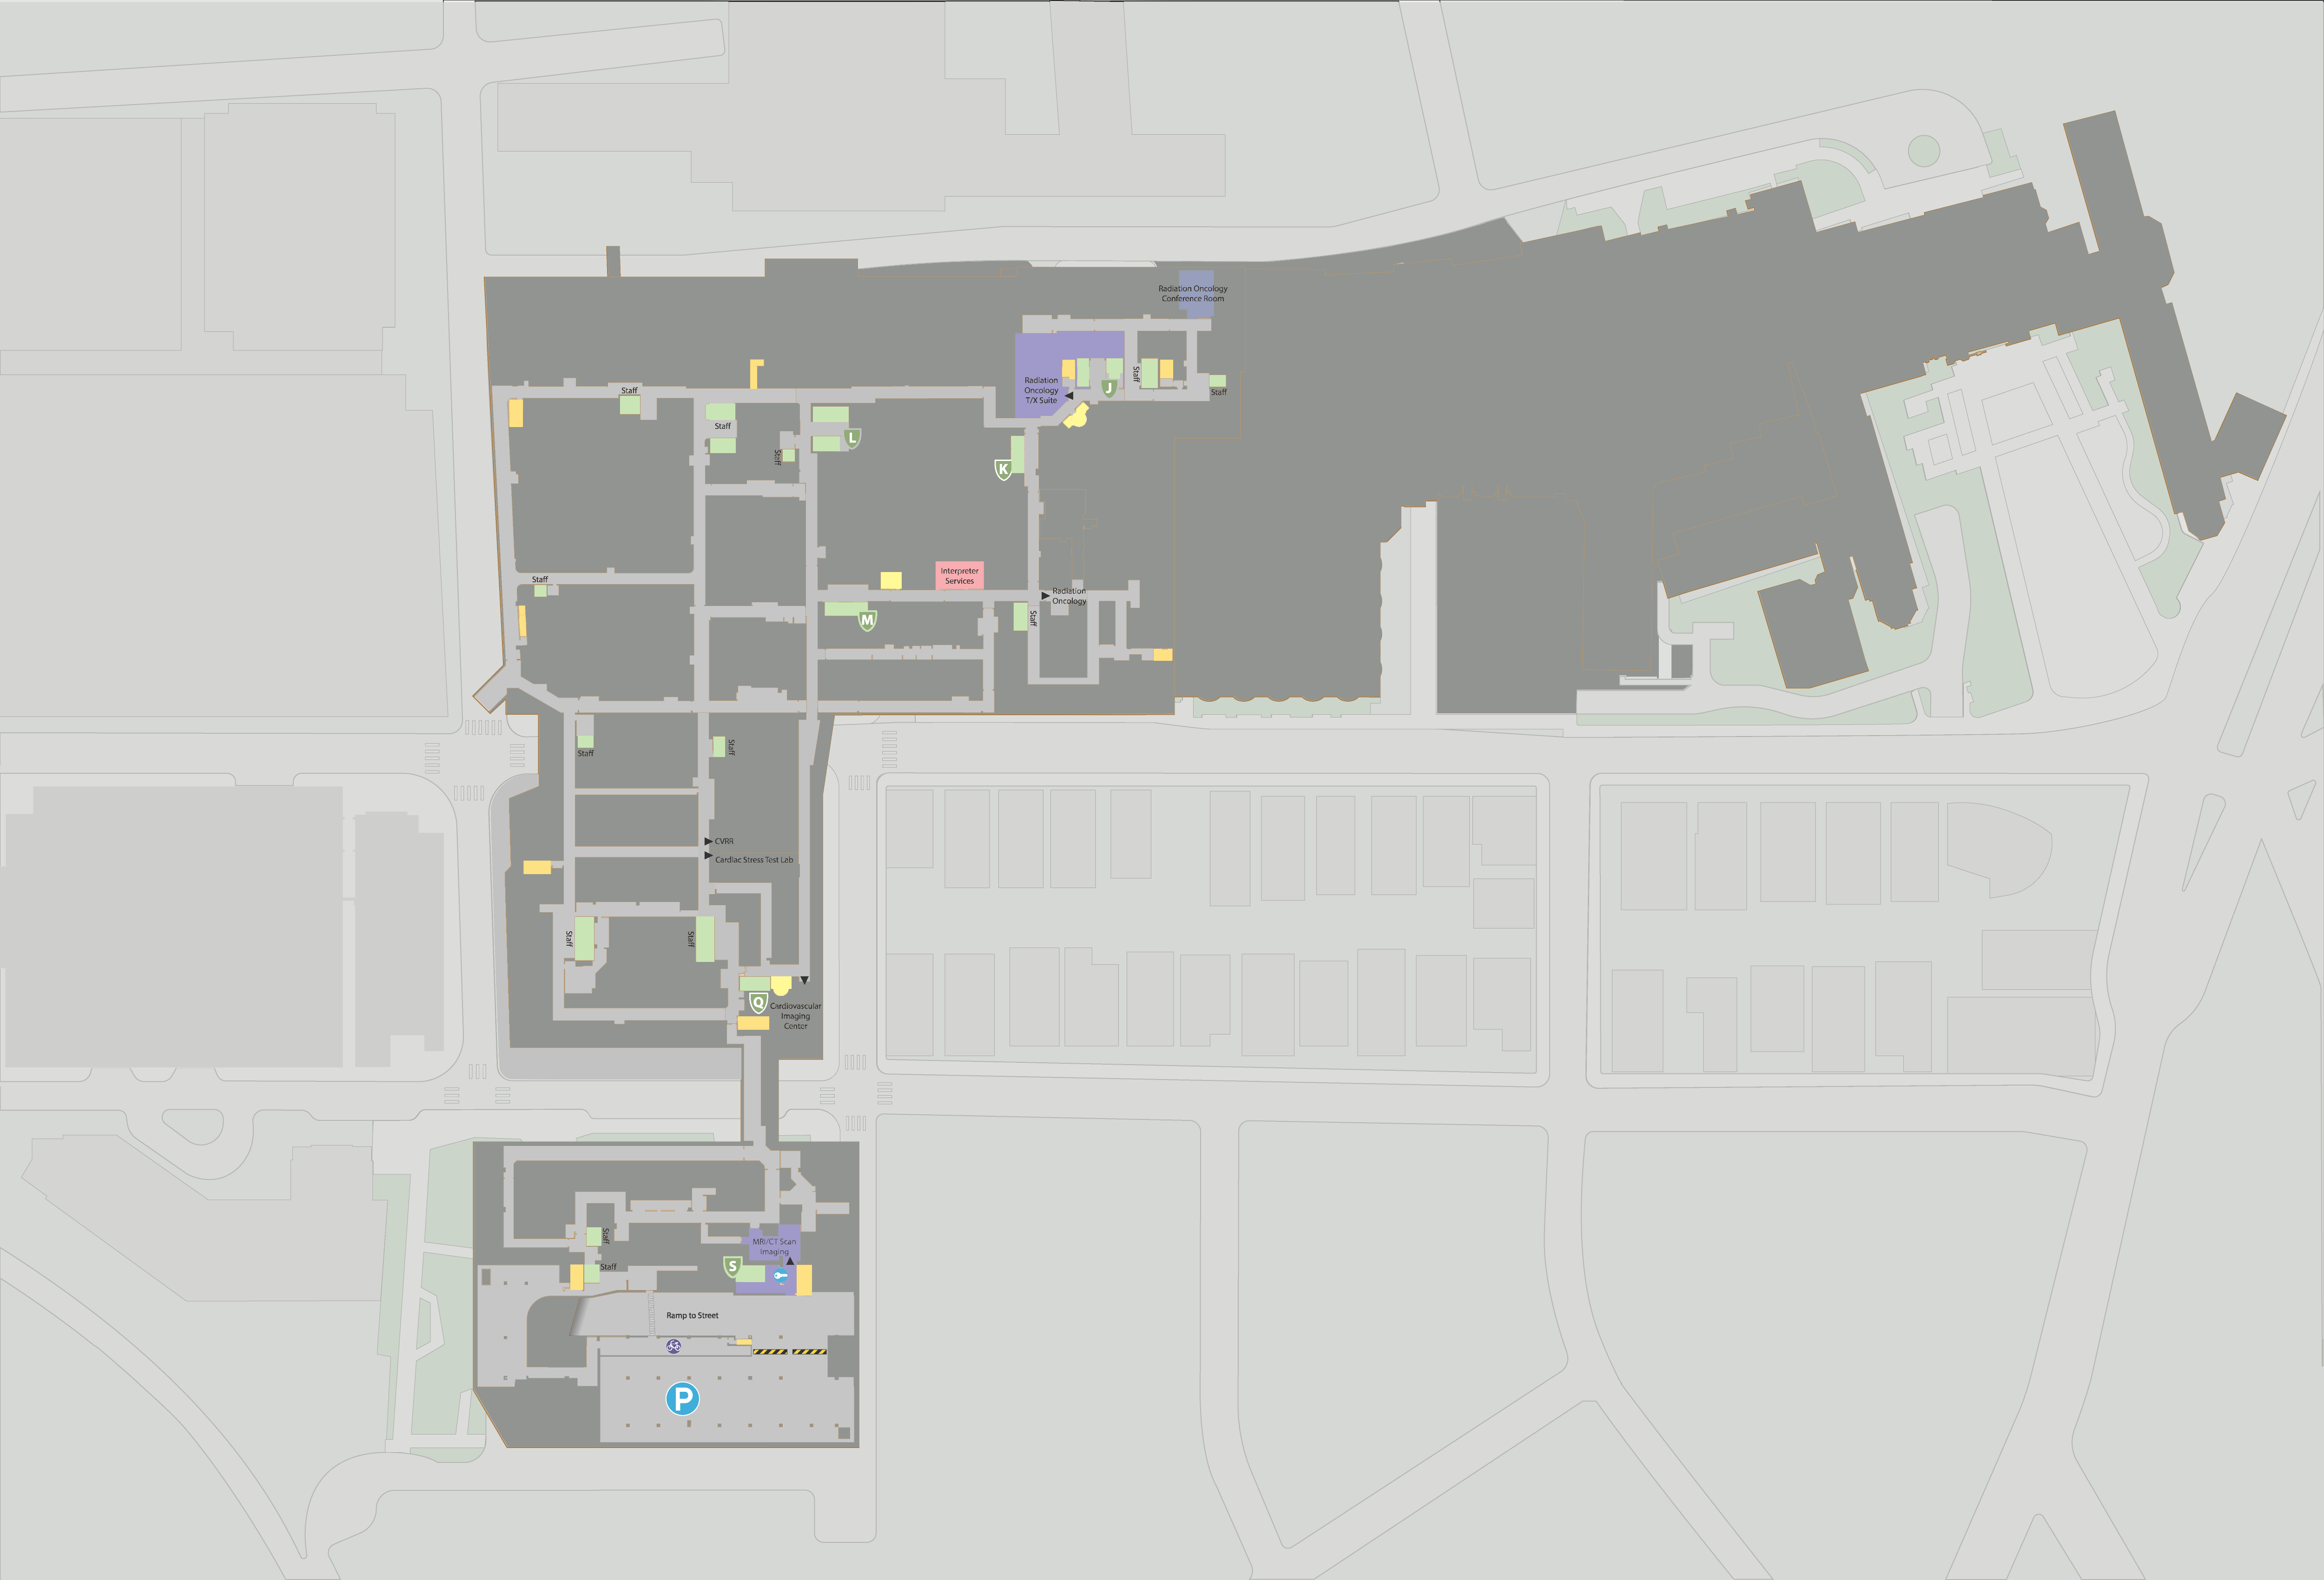 Radiation Oncology
Conference Room
Radiation
Oncology
T/X Suite
J
Staff
Staff
Staff
Staff
Staff
L
K
Staff
Interpreter
Services
M
Radiation
Oncology
Staff
Staff
Staff
CVRR
Cardiac Stress Test Lab
Staff
Staff
Q
Cardiovascular
Imaging
Center
Staff
MRI/CT Scan
Imaging
S
Staff
Ramp to Street
P